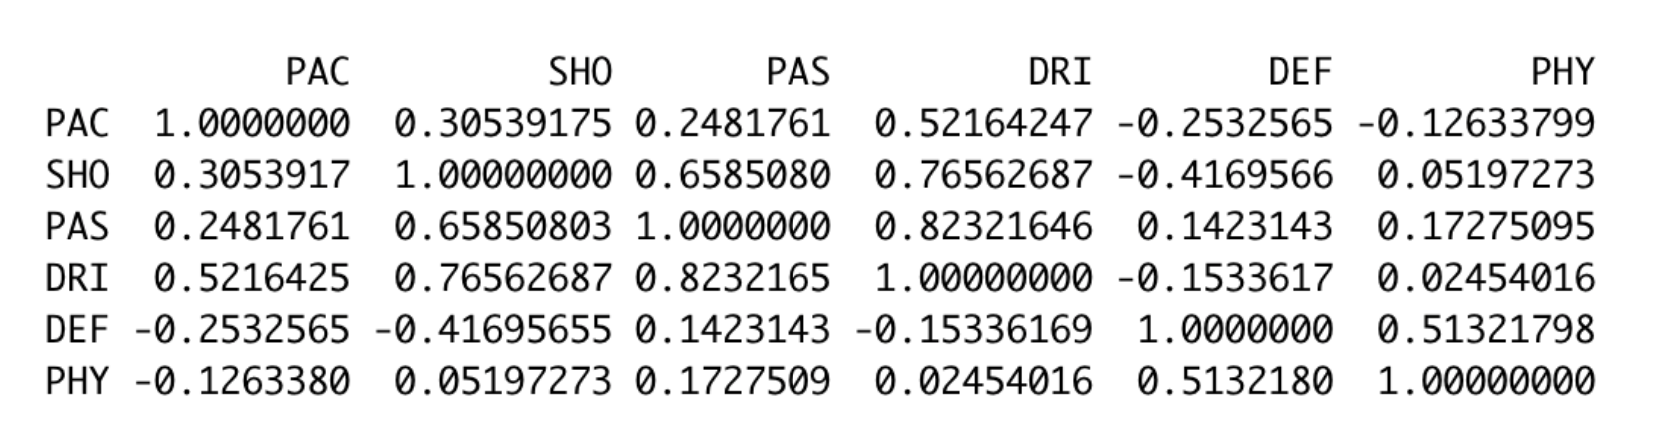 PAC SHO PAS DRI DEF PHY
PAC 1.0000000 0.30539175 0.2481761 0.52164247 -0.2532565 -0.12633799
SHO 0.3053917 1.00000000 0.6585080 0.76562687 -0.4169566 0.05197273
PAS 0.2481761 0.65850803 1.0000000 0.82321646 0.1423143 0.17275095
DRI 0.5216425 0.76562687 0.8232165 1.00000000 -0.1533617 0.02454016
DEF -0.2532565 -0.41695655 0.1423143 -0.15336169 1.0000000 0.51321798
PHY -0.1263380 0.05197273 0.1727509 0.02454016 0.5132180 1.00000000